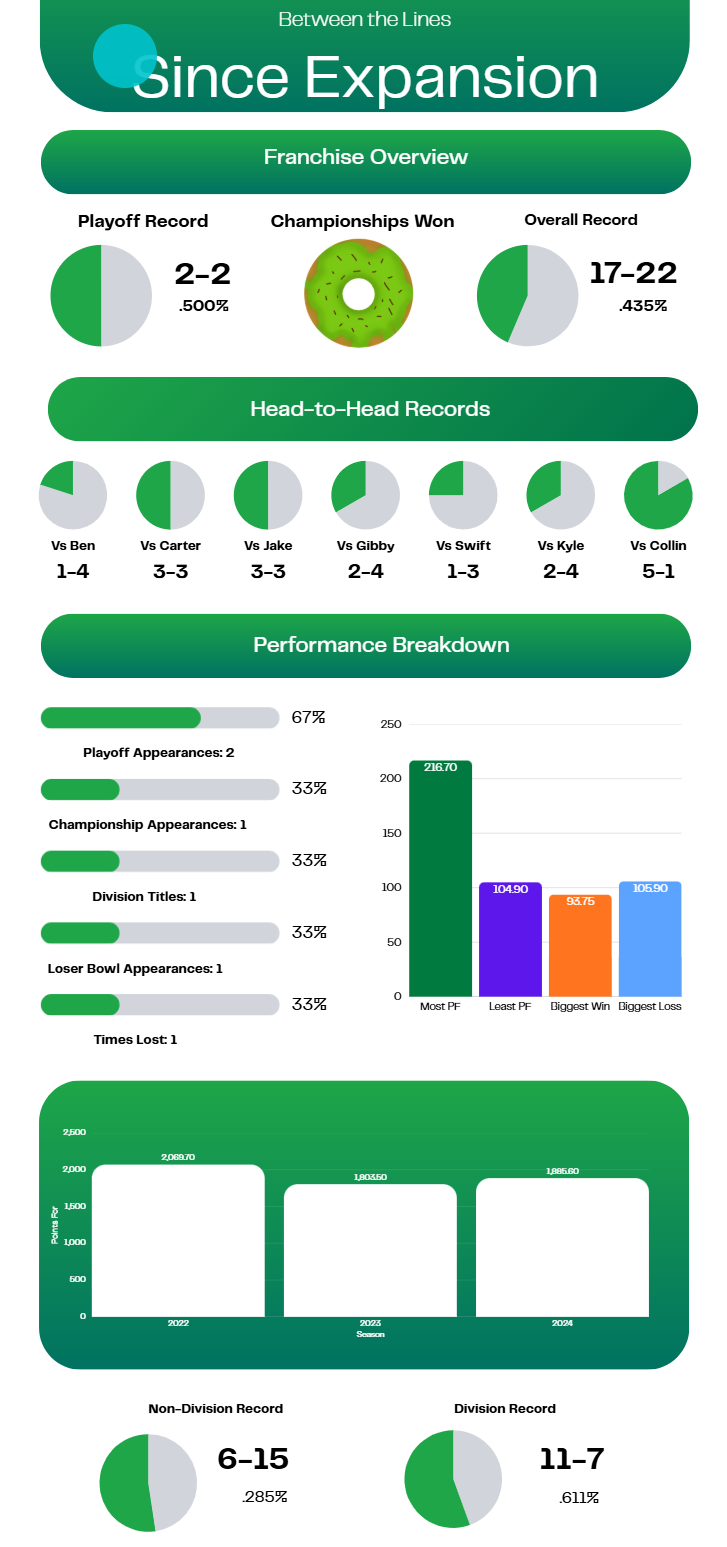 Between the Lines
Since Expansion
Franchise Overview
Playoff Record
2-2
.500%
Championships Won
Overall Record
17-22
.435%
Head-to-Head Records
Vs Ben
1-4
Vs Carter
3-3
Vs Jake
3-3
Vs Gibby
2-4
Vs Swift
1-3
Vs Kyle
2-4
Vs Collin
5-1
Performance Breakdown
67%
Playoff Appearances: 2
33%
Championship Appearances: 1
33%
Division Titles: 1
33%
Loser Bowl Appearances: 1
33%
Times Lost: 1
250
200
150
100
50
0
216.70
104.90
93.75
105.90
Most PF
Least PF
Biggest Win
Biggest Loss
Points For
2,500
2,000
1,500
1,000
500
0
2,069.70
1,803.50
1,885.60
2022
2023
2024
Season
Non-Division Record
6-15
.285%
Division Record
11-7
.611%